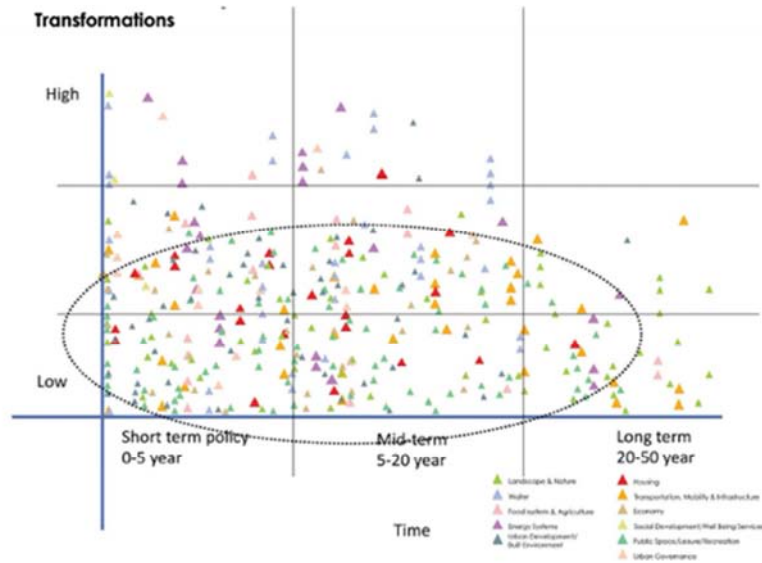 Transformations
High
Low
Short term policy
0-5 year
Mid-term
5-20 year
Long term
20-50 year
Time
Landscape & Nature
Water
Food system & Agriculture
Energy Systems
Urban Development/
Built Environment
Housing
Transportation, Mobility & Infrastructure
Economy
Social Development/Well Being Services
Public Space/Leisure/Recreation
Urban Governance